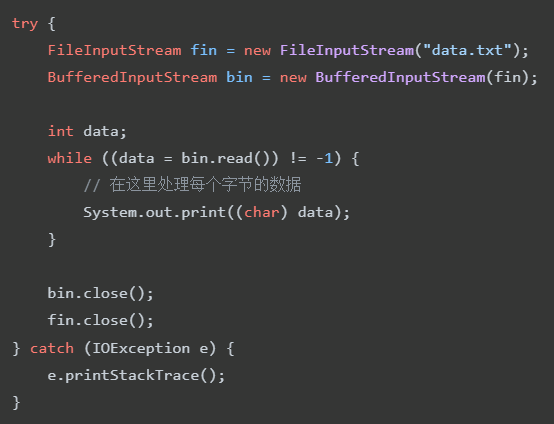 try {
    FileInputStream fin = new FileInputStream("data.txt");
    BufferedInputStream bin = new BufferedInputStream(fin);

    int data;
    while ((data = bin.read()) != -1) {
        // 在这里处理每个字节的数据
        System.out.print((char) data);
    }

    bin.close();
    fin.close();
} catch (IOException e) {
    e.printStackTrace();
}